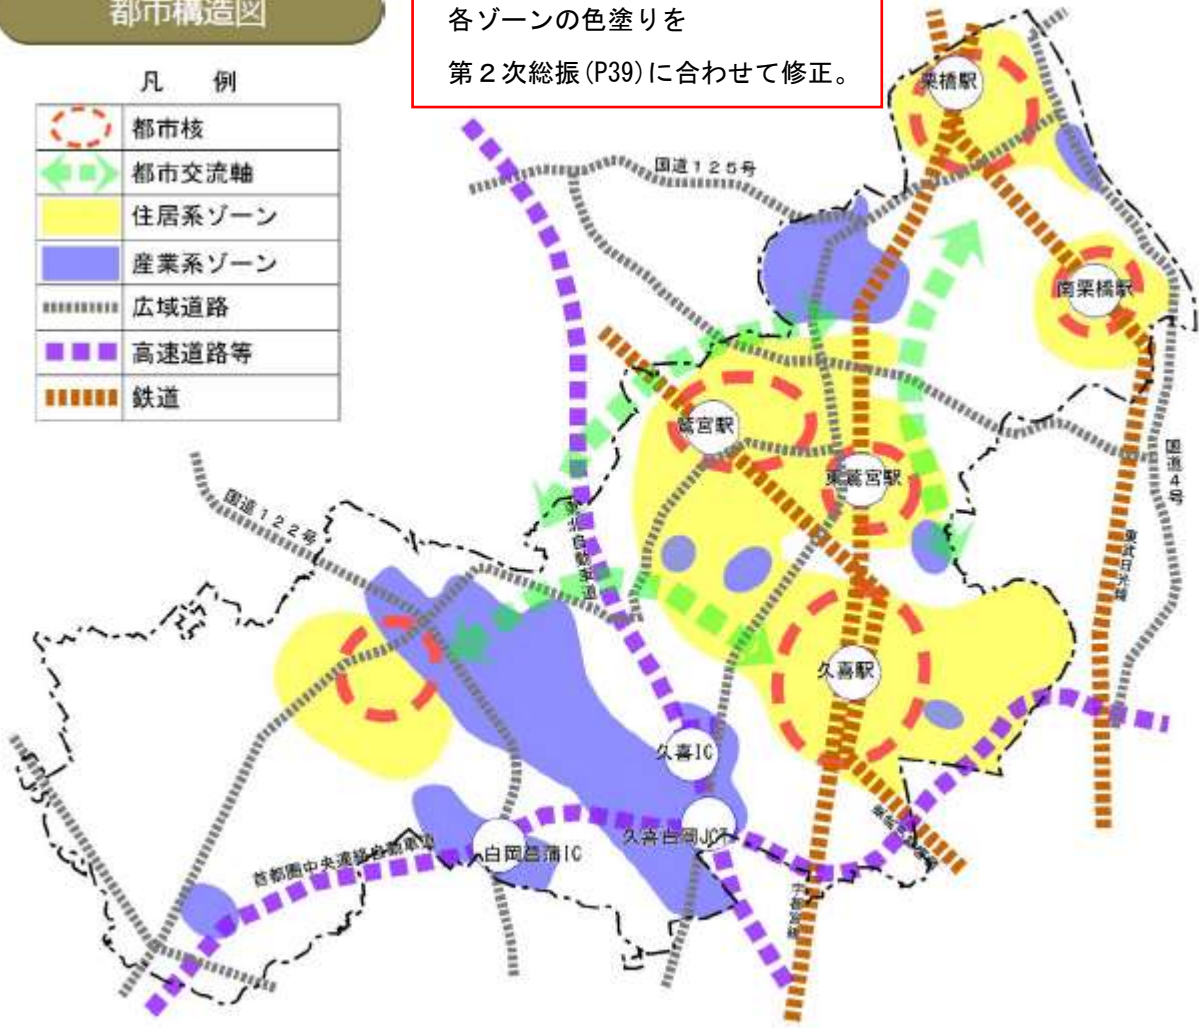 都市構造図
各ゾーンの色塗りを
第２次総振(P39)に合わせて修正。
凡　例
都市核
都市交流軸
住居系ゾーン
産業系ゾーン
広域道路
高速道路等
鉄道
栗橋駅
国道１２５号
南栗橋駅
鷲宮駅
東鷲宮駅
国道４号
国道１２２号
東北自動車道
東武日光線
久喜駅
久喜IC
久喜白岡JCT
白岡菖蒲IC
首都圏中央連絡自動車道
宇都宮線